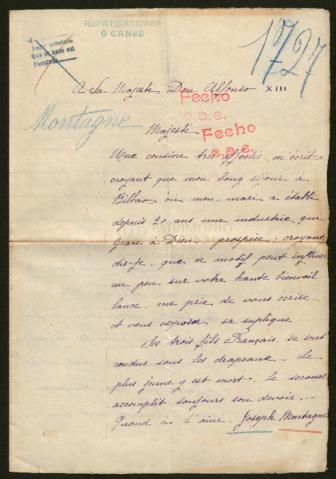 REPATRIACIONES
O CANJE
1727
A Sa Majesté Don Alfonso XIII
Fecho
c.a.e.
Montagne
Majesté
Fecho
c.a.e.
Une cousine très affectée, m'écrit
croyant que mon long séjour à
Bilbao où mon mari a établi
depuis 20 ans une industrie que
grâce à Dieu prospère; croyant,
dis-je, que ce motif peut influer
un peu sur votre haute bienveil
lance, me prie de vous écrire
et vous exposer sa supplique
Ses trois fils Français se sont
rendus sous les drapeaux. Le
plus jeune y est mort, le second
accomplit toujours son devoir.
Quand à l'ainé, Joseph Montagne